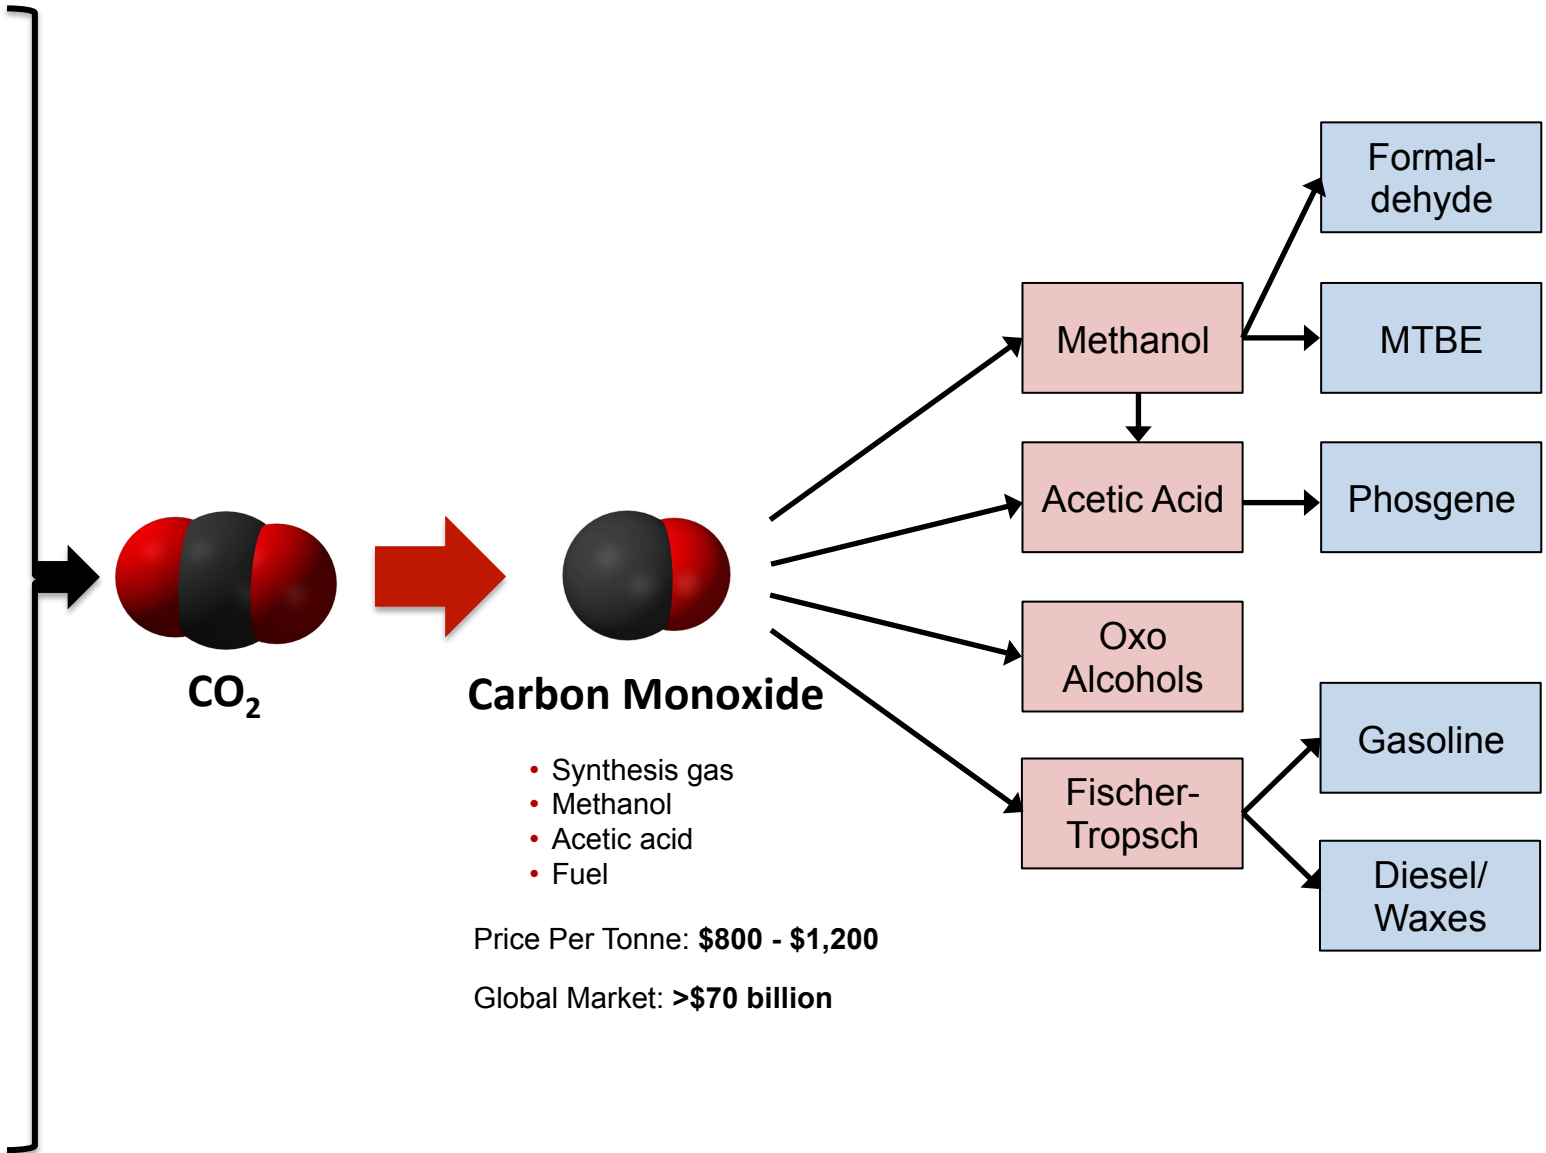 CO₂
Carbon Monoxide
• Synthesis gas
• Methanol
• Acetic acid
• Fuel
Price Per Tonne: $800 - $1,200
Global Market: >$70 billion
Methanol
Acetic Acid
Oxo
Alcohols
Fischer-
Tropsch
Formal-
dehyde
MTBE
Phosgene
Gasoline
Diesel/
Waxes